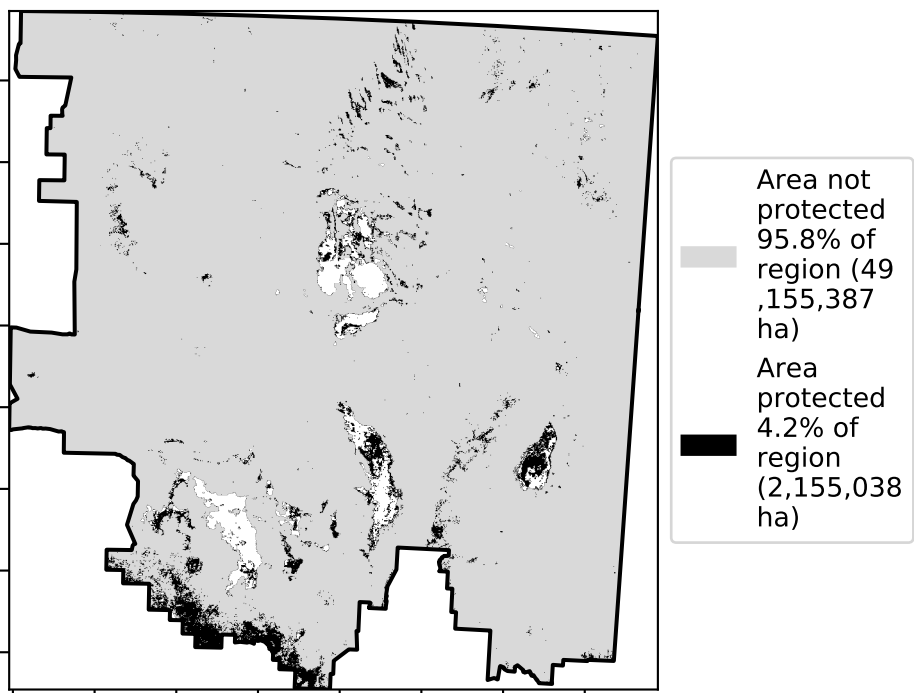 Area not
protected
95.8% of
region (49
,155,387
ha)
Area
protected
4.2% of
region
(2,155,038
ha)